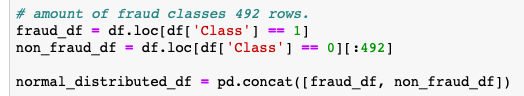 # amount of fraud classes 492 rows.
fraud_df = df.loc[df['Class'] == 1]
non_fraud_df = df.loc[df['Class'] == 0][:492]
normal_distributed_df = pd.concat([fraud_df, non_fraud_df])